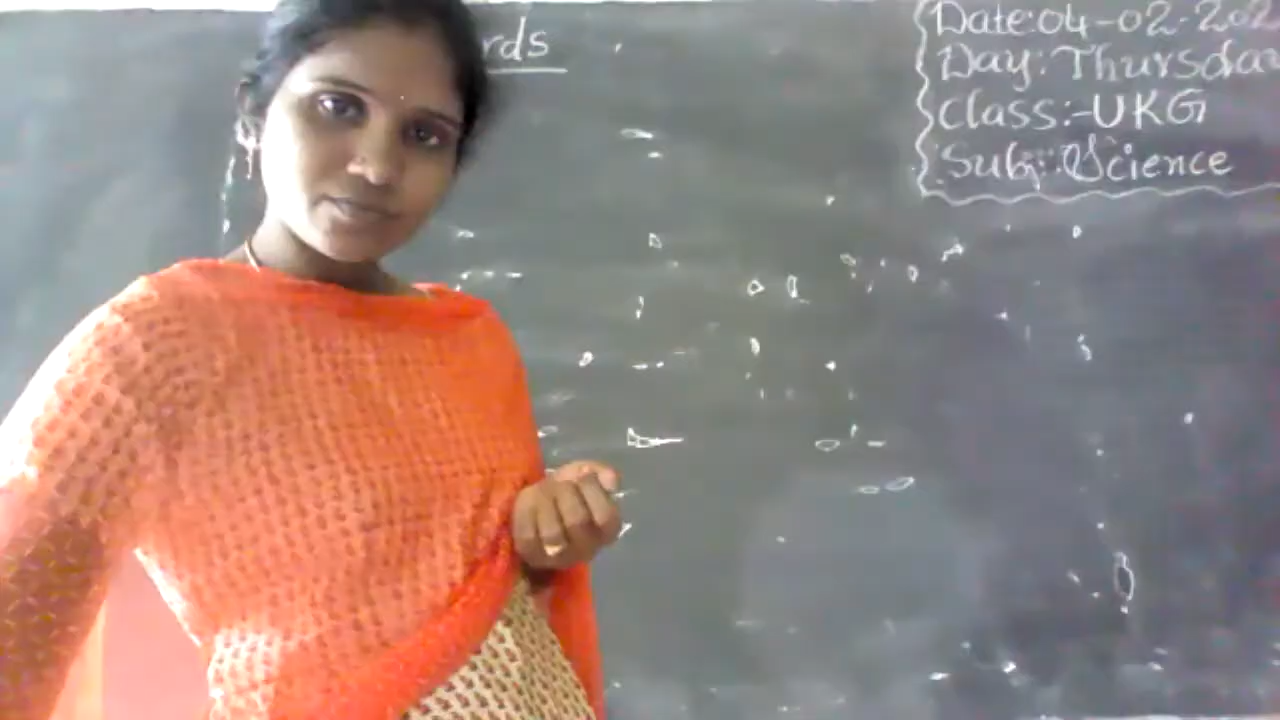 rds
Date:04-02-202
Day: Thursda
Class:-UKG
Sub:- Science